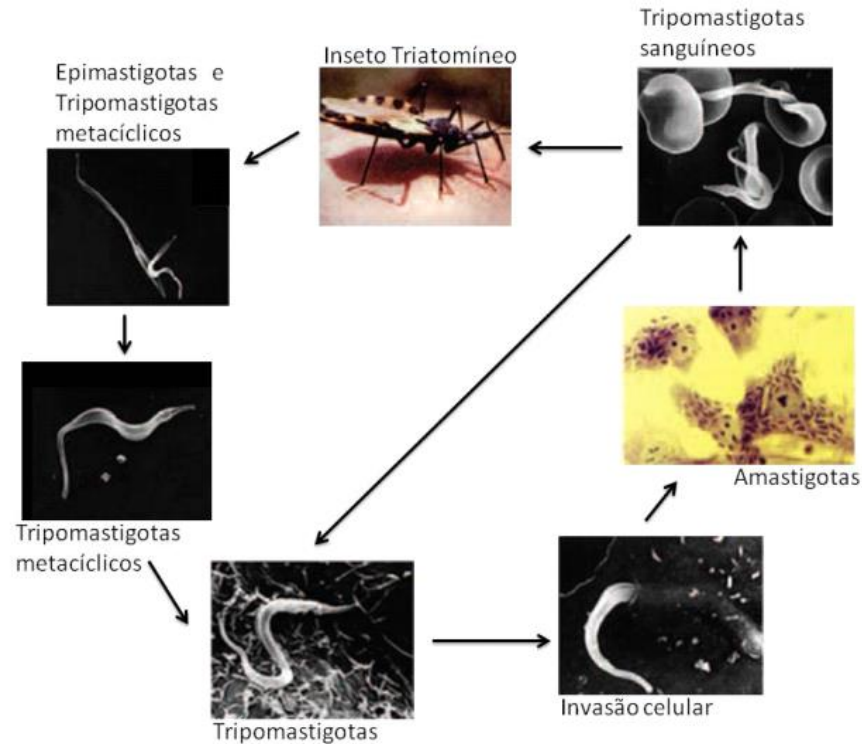 Tripomastigotas
sanguíneos
Inseto Triatomíneo
Epimastigotas e
Tripomastigotas
metacíclicos
Amastigotas
Tripomastigotas
metacíclicos
Invasão celular
Tripomastigotas